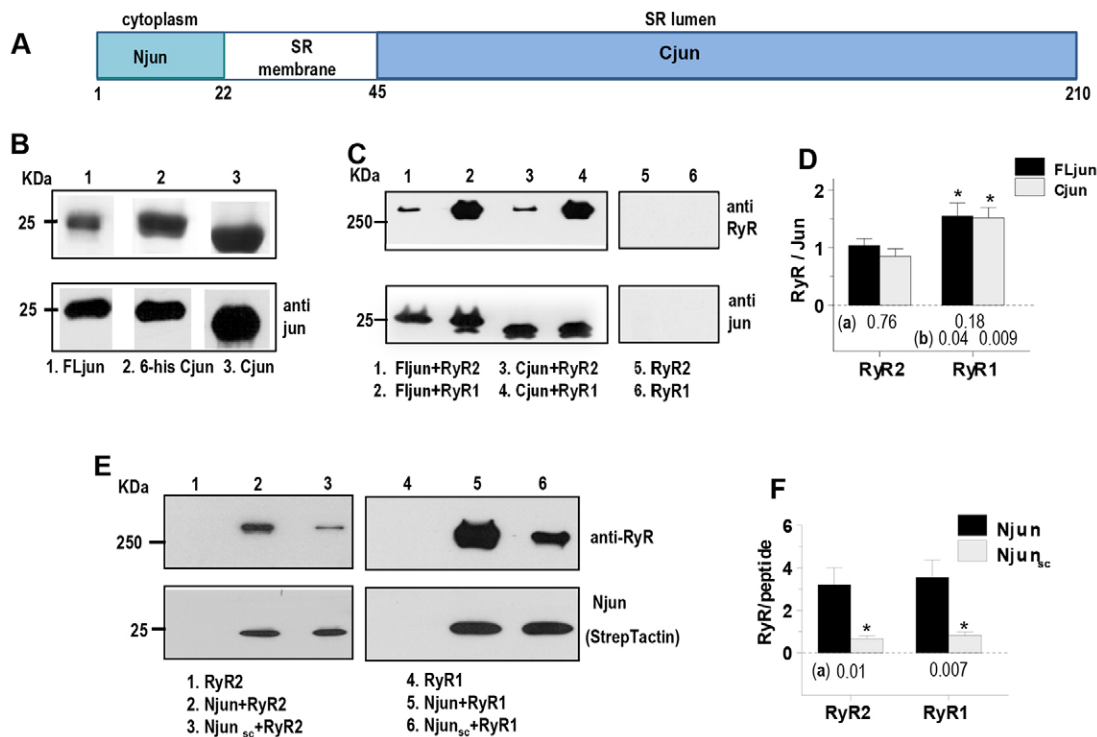 A
cytoplasm
SR lumen
Njun
SR
membrane
Cjun
1
22
45
210
B
KDa
1 2 3
25
25
anti
jun
1. FLjun 2. 6-his Cjun 3. Cjun
C
1 2 3 4 5 6
250
anti
RyR
25
anti
jun
1. Fljun+RyR2 3. Cjun+RyR2 5. RyR2
2. Fljun+RyR1 4. Cjun+RyR1 6. RyR1
D
FLjun
Cjun
RyR / Jun
2
1
0
* *
(a) 0.76 0.18
(b) 0.04 0.009
RyR2 RyR1
E
KDa
1 2 3 4 5 6
250
anti-RyR
25
Njun
(StrepTactin)
1. RyR2 4. RyR1
2. Njun+RyR2 5. Njun+RyR1
3. Njun sc+RyR2 6. Njunsc+RyR1
F
Njun
Njunsc
RyR/peptide
6
4
2
0
* *
(a) 0.01 0.007
RyR2 RyR1